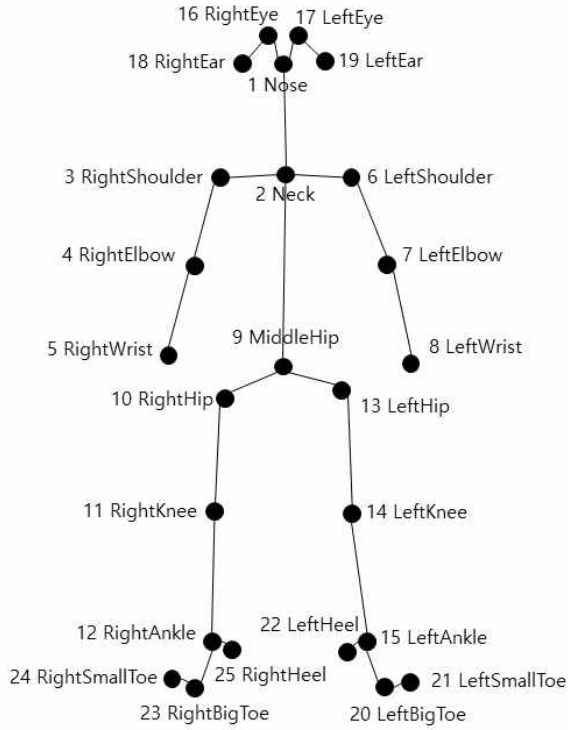 16 RightEye
17 LeftEye
18 RightEar
19 LeftEar
1 Nose
3 RightShoulder
6 LeftShoulder
2 Neck
4 RightElbow
7 LeftElbow
9 MiddleHip
5 RightWrist
8 LeftWrist
10 RightHip
13 LeftHip
11 RightKnee
14 LeftKnee
22 LeftHeel
12 RightAnkle
15 LeftAnkle
24 RightSmallToe
25 RightHeel
21 LeftSmallToe
23 RightBigToe
20 LeftBigToe